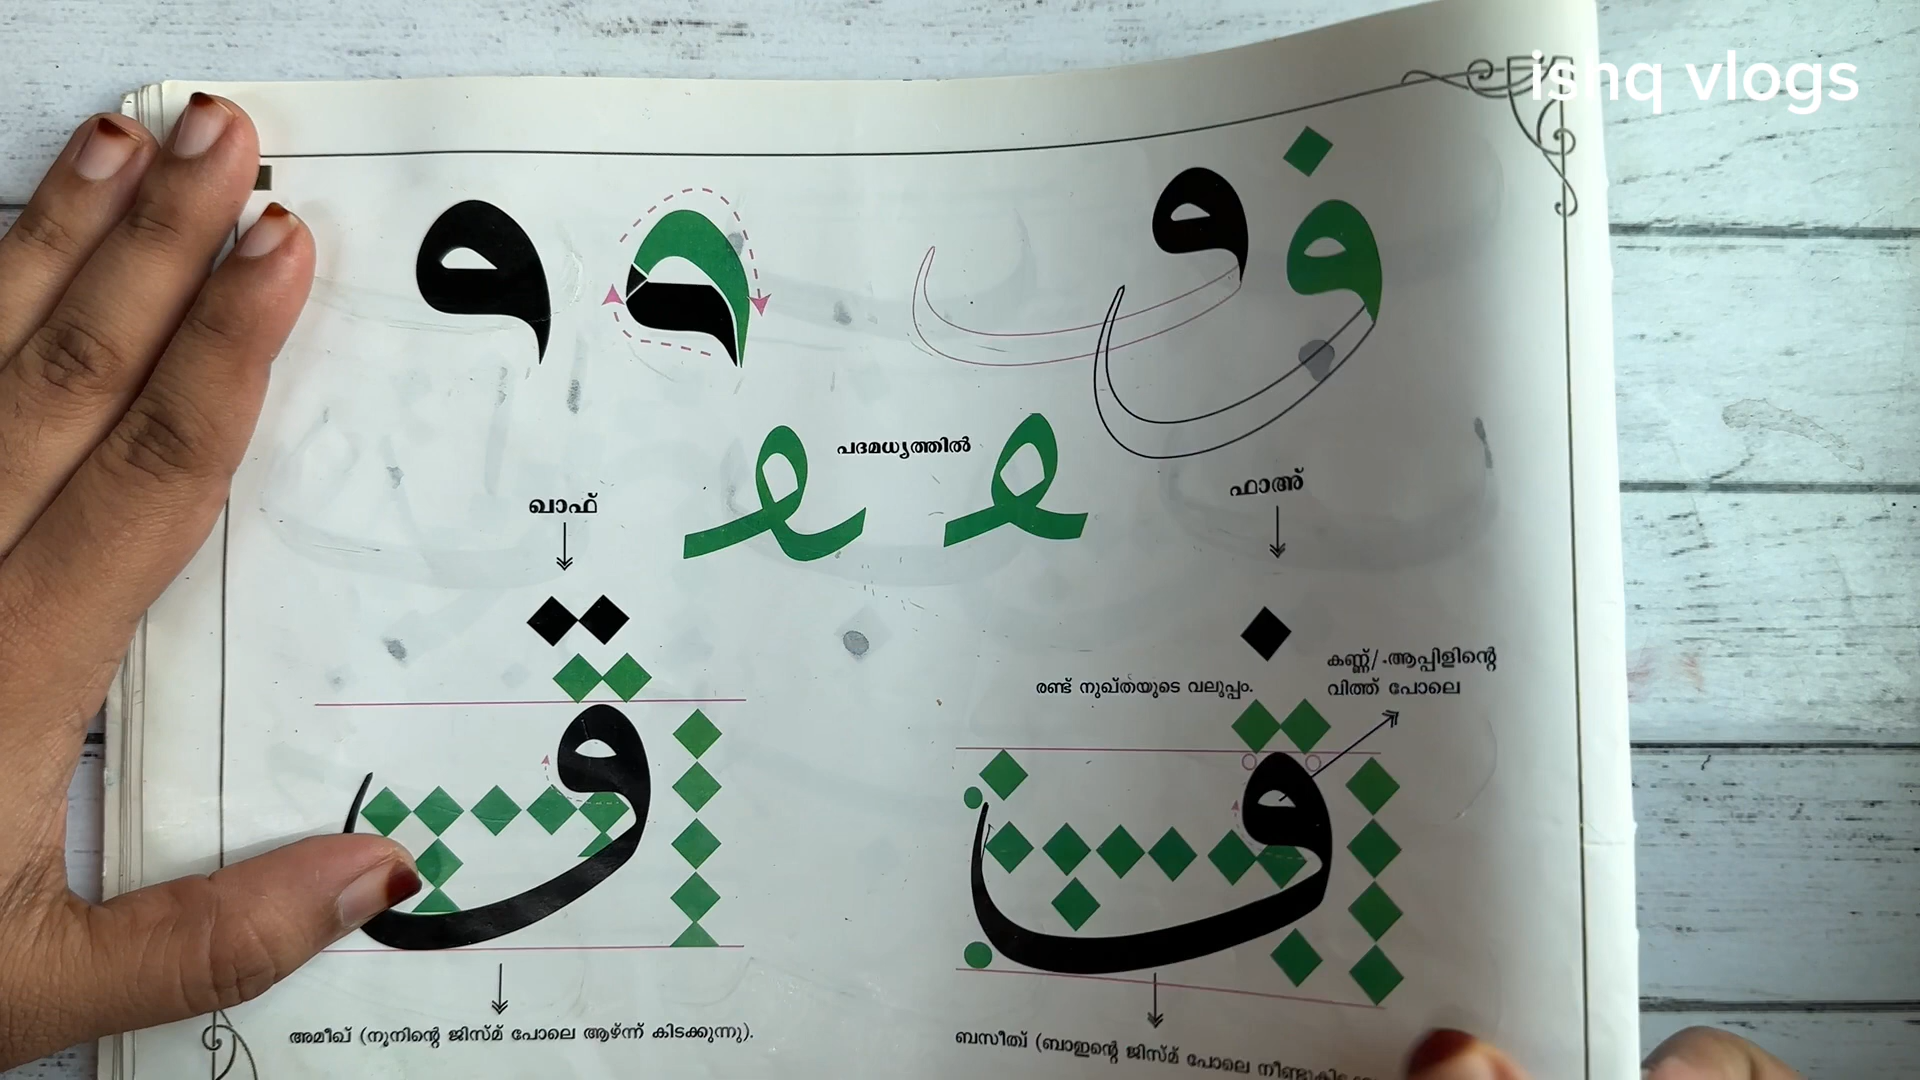 ishq vlogs
പദമധ്യത്തിൽ
ഫാഅ്
ഖാഫ്
കണ്ണ്/ ആപ്പിളിന്റെ
വിത്ത് പോലെ
രണ്ട് നുഖ്തയുടെ വലുപ്പം.
ق
ف
അമീഖ് (നൂനിന്റെ ജിസ്മ് പോലെ ആഴ്ന്ന് കിടക്കുന്നു).
ബസീത്വ് (ബാഇന്റെ ജിസ്മ് പോലെ